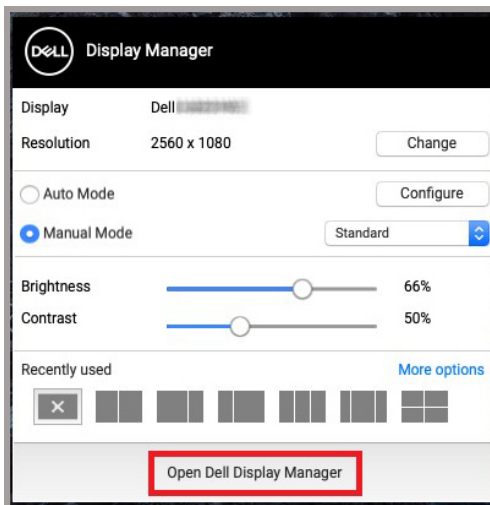 DELL Display Manager
Display Dell
Resolution 2560 x 1080 Change
Auto Mode Configure
Manual Mode Standard
Brightness 66%
Contrast 50%
Recently used More options
Open Dell Display Manager